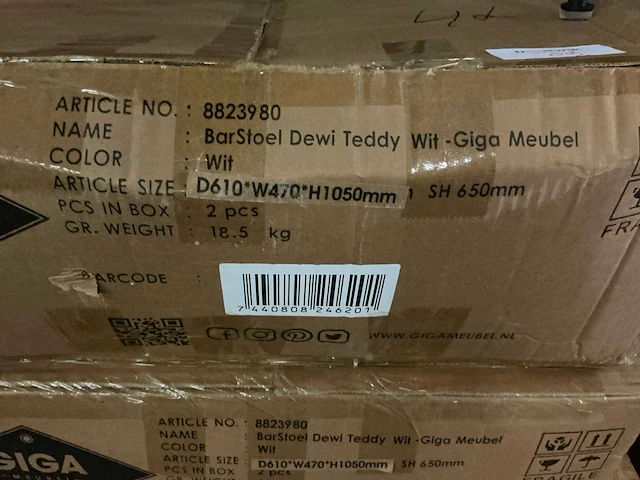 ARTICLE NO. : 8823980
NAME : BarStoel Dewi Teddy Wit -Giga Meubel
COLOR : Wit
ARTICLE SIZE : D610*W470*H1050mm SH 650mm
PCS IN BOX : 2 pcs
GR. WEIGHT : 18.5 kg
FRA
BARCODE :
7 440808 246201
WWW.GIGAMEUBEL.NL
ARTICLE NO. : 8823980
NAME : BarStoel Dewi Teddy Wit -Giga Meubel
COLOR : Wit
ARTICLE SIZE : D610*W470*H1050mm SH 650mm
PCS IN BOX : 2 pcs
GIGA
FRAGILE